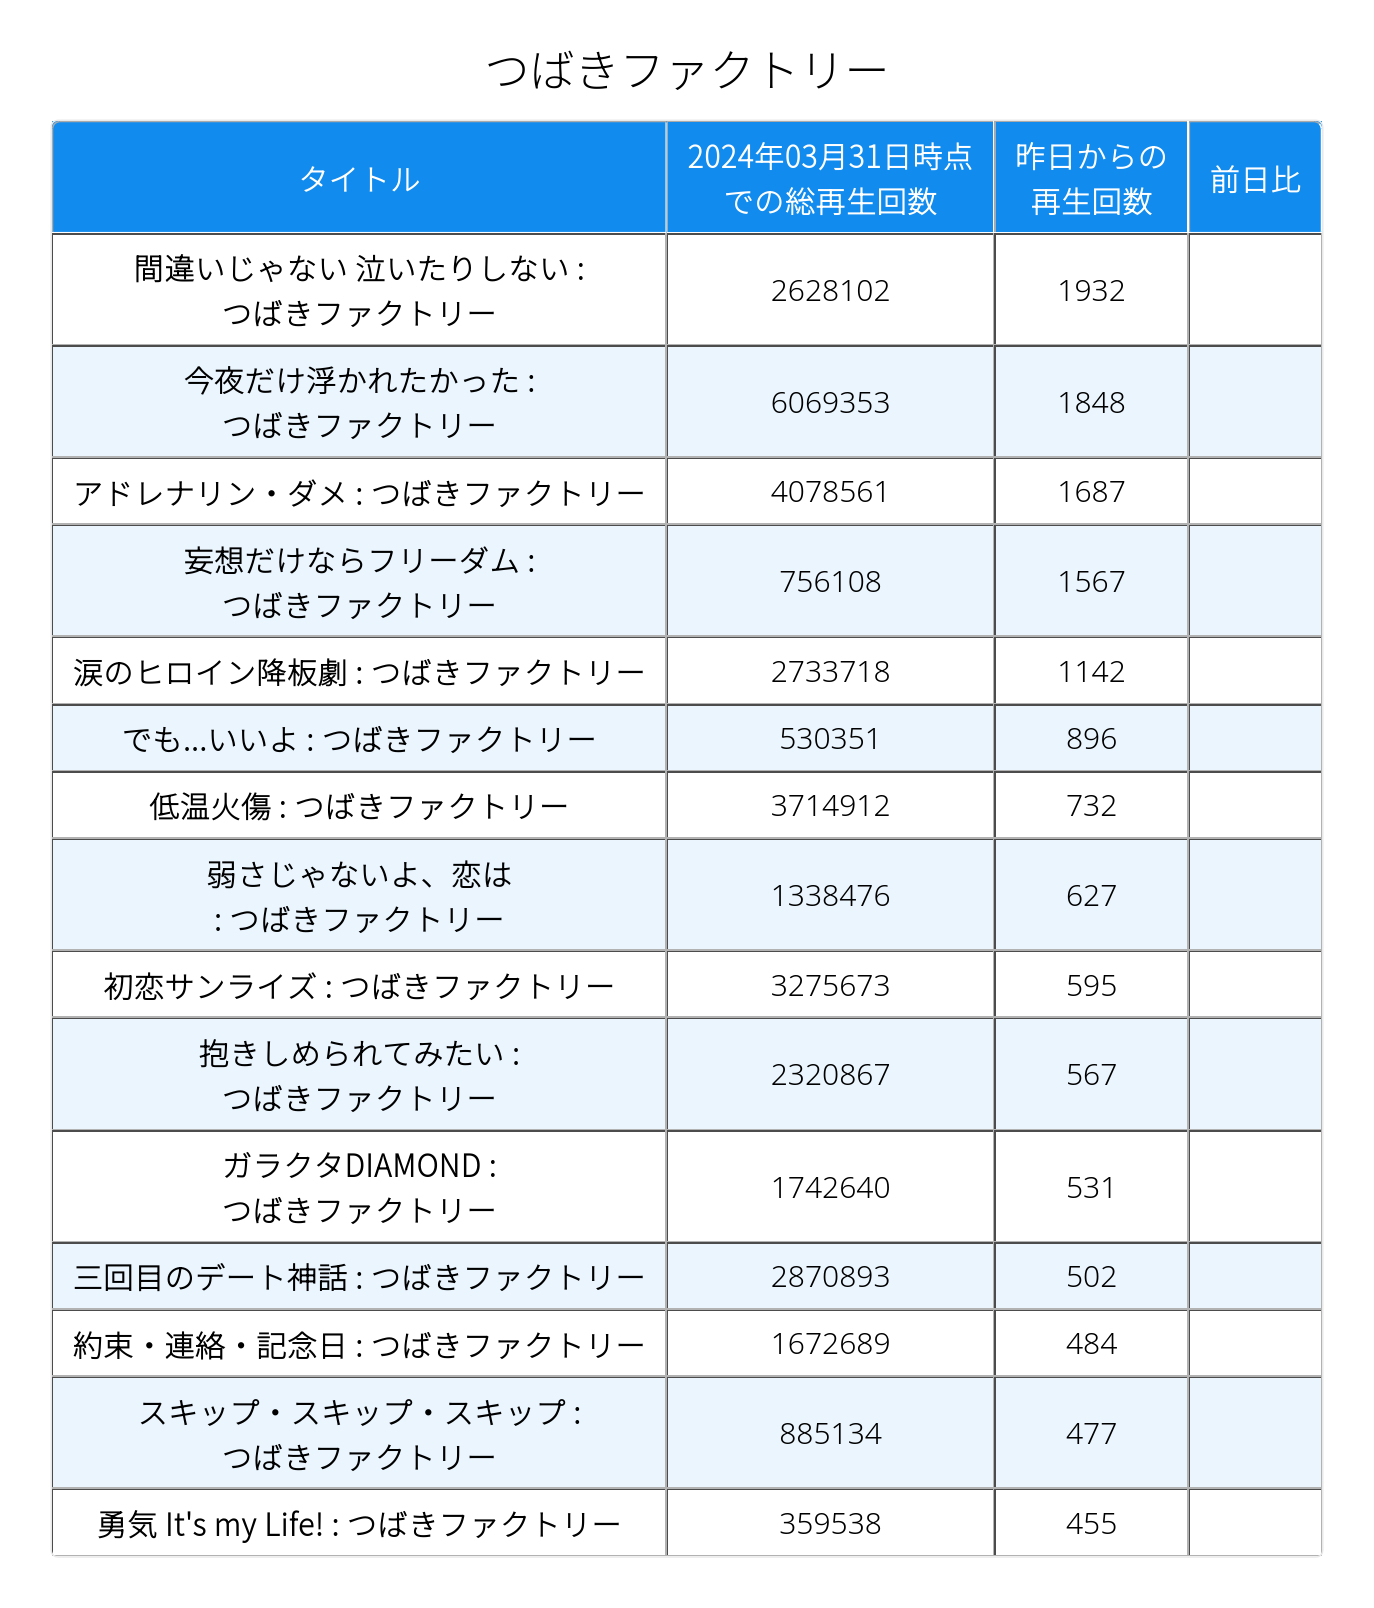 つばきファクトリー
タイトル
2024年03月31日時点
での総再生回数
昨日からの
再生回数
前日比
間違いじゃない 泣いたりしない :
つばきファクトリー
2628102
1932
今夜だけ浮かれたかった :
つばきファクトリー
6069353
1848
アドレナリン・ダメ : つばきファクトリー
4078561
1687
妄想だけならフリーダム :
つばきファクトリー
756108
1567
涙のヒロイン降板劇 : つばきファクトリー
2733718
1142
でも...いいよ : つばきファクトリー
530351
896
低温火傷 : つばきファクトリー
3714912
732
弱さじゃないよ、恋は
: つばきファクトリー
1338476
627
初恋サンライズ : つばきファクトリー
3275673
595
抱きしめられてみたい :
つばきファクトリー
2320867
567
ガラクタDIAMOND :
つばきファクトリー
1742640
531
三回目のデート神話 : つばきファクトリー
2870893
502
約束・連絡・記念日 : つばきファクトリー
1672689
484
スキップ・スキップ・スキップ :
つばきファクトリー
885134
477
勇気 It's my Life! : つばきファクトリー
359538
455